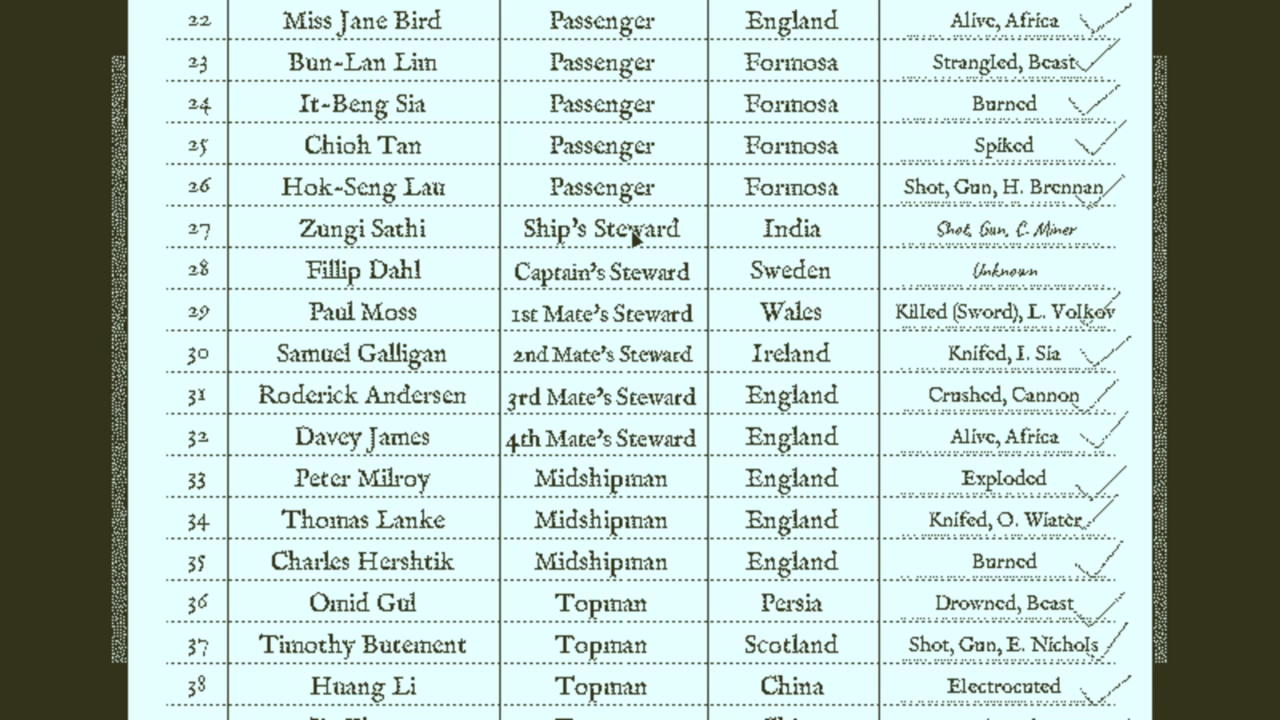 22 Miss Jane Bird Passenger England Alive, Africa
23 Bun-Lan Lim Passenger Formosa Strangled, Beast
24 It-Beng Sia Passenger Formosa Burned
25 Chioh Tan Passenger Formosa Spiked
26 Hok-Seng Lau Passenger Formosa Shot, Gun, H. Brennan
27 Zungi Sathi Ship's Steward India Shot, Gun, C. Miner
28 Fillip Dahl Captain's Steward Sweden Unknown
29 Paul Moss 1st Mate's Steward Wales Killed (Sword), L. Volkov
30 Samuel Galligan 2nd Mate's Steward Ireland Knifed, I. Sia
31 Roderick Andersen 3rd Mate's Steward England Crushed, Cannon
32 Davey James 4th Mate's Steward England Alive, Africa
33 Peter Milroy Midshipman England Exploded
34 Thomas Lanke Midshipman England Knifed, O. Wiater
35 Charles Hershtik Midshipman England Burned
36 Omid Gul Topman Persia Drowned, Beast
37 Timothy Butement Topman Scotland Shot, Gun, E. Nichols
38 Huang Li Topman China Electrocuted